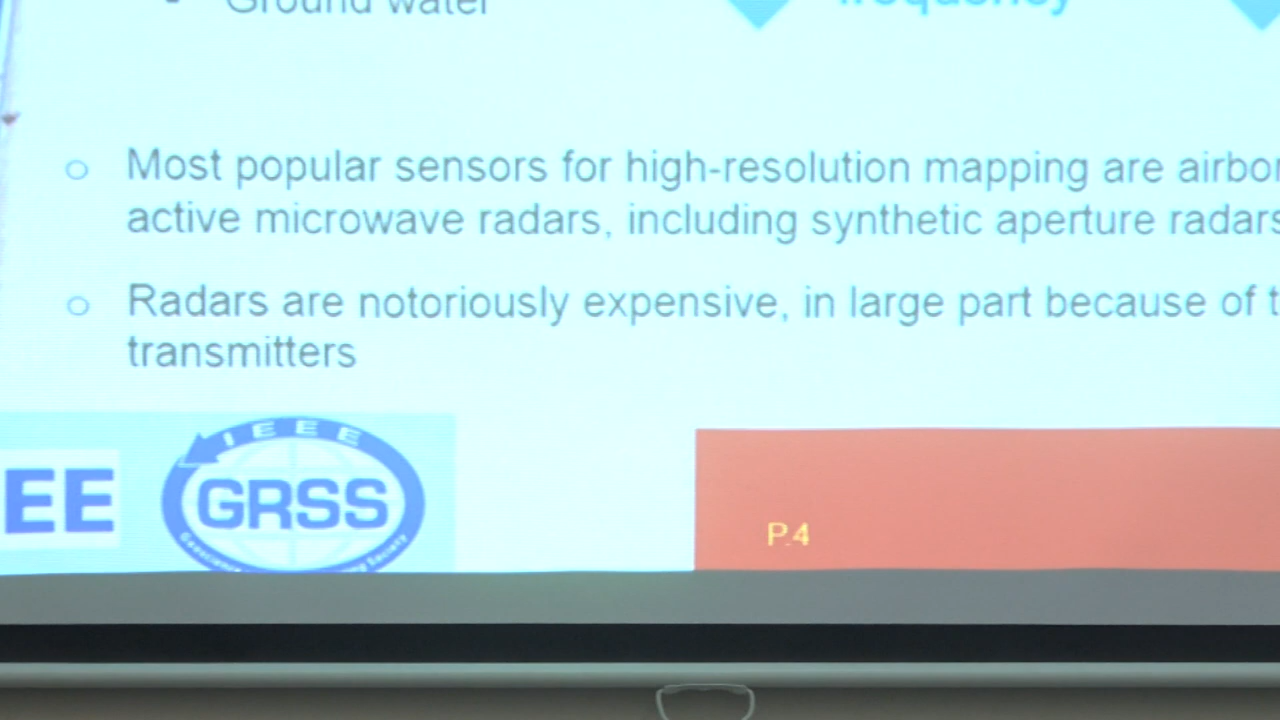 - Ground water
frequency
o Most popular sensors for high-resolution mapping are
active microwave radars, including synthetic aperture radars
o Radars are notoriously expensive, in large part because of
transmitters
EE
IEEE
GRSS
P.4